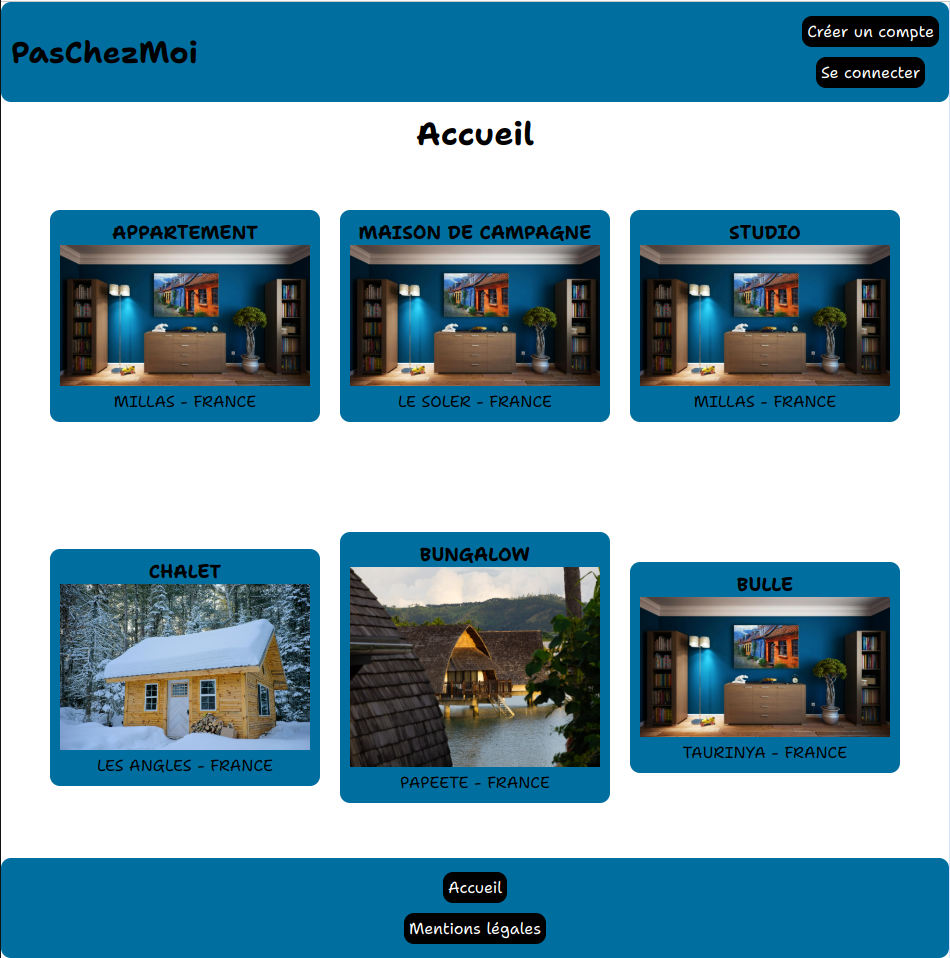 PasChezMoi
Créer un compte
Se connecter
Accueil
APPARTEMENT
MILLAS - FRANCE
MAISON DE CAMPAGNE
LE SOLER - FRANCE
STUDIO
MILLAS - FRANCE
CHALET
LES ANGLES - FRANCE
BUNGALOW
PAPEETE - FRANCE
BULLE
TAURINYA - FRANCE
Accueil
Mentions légales